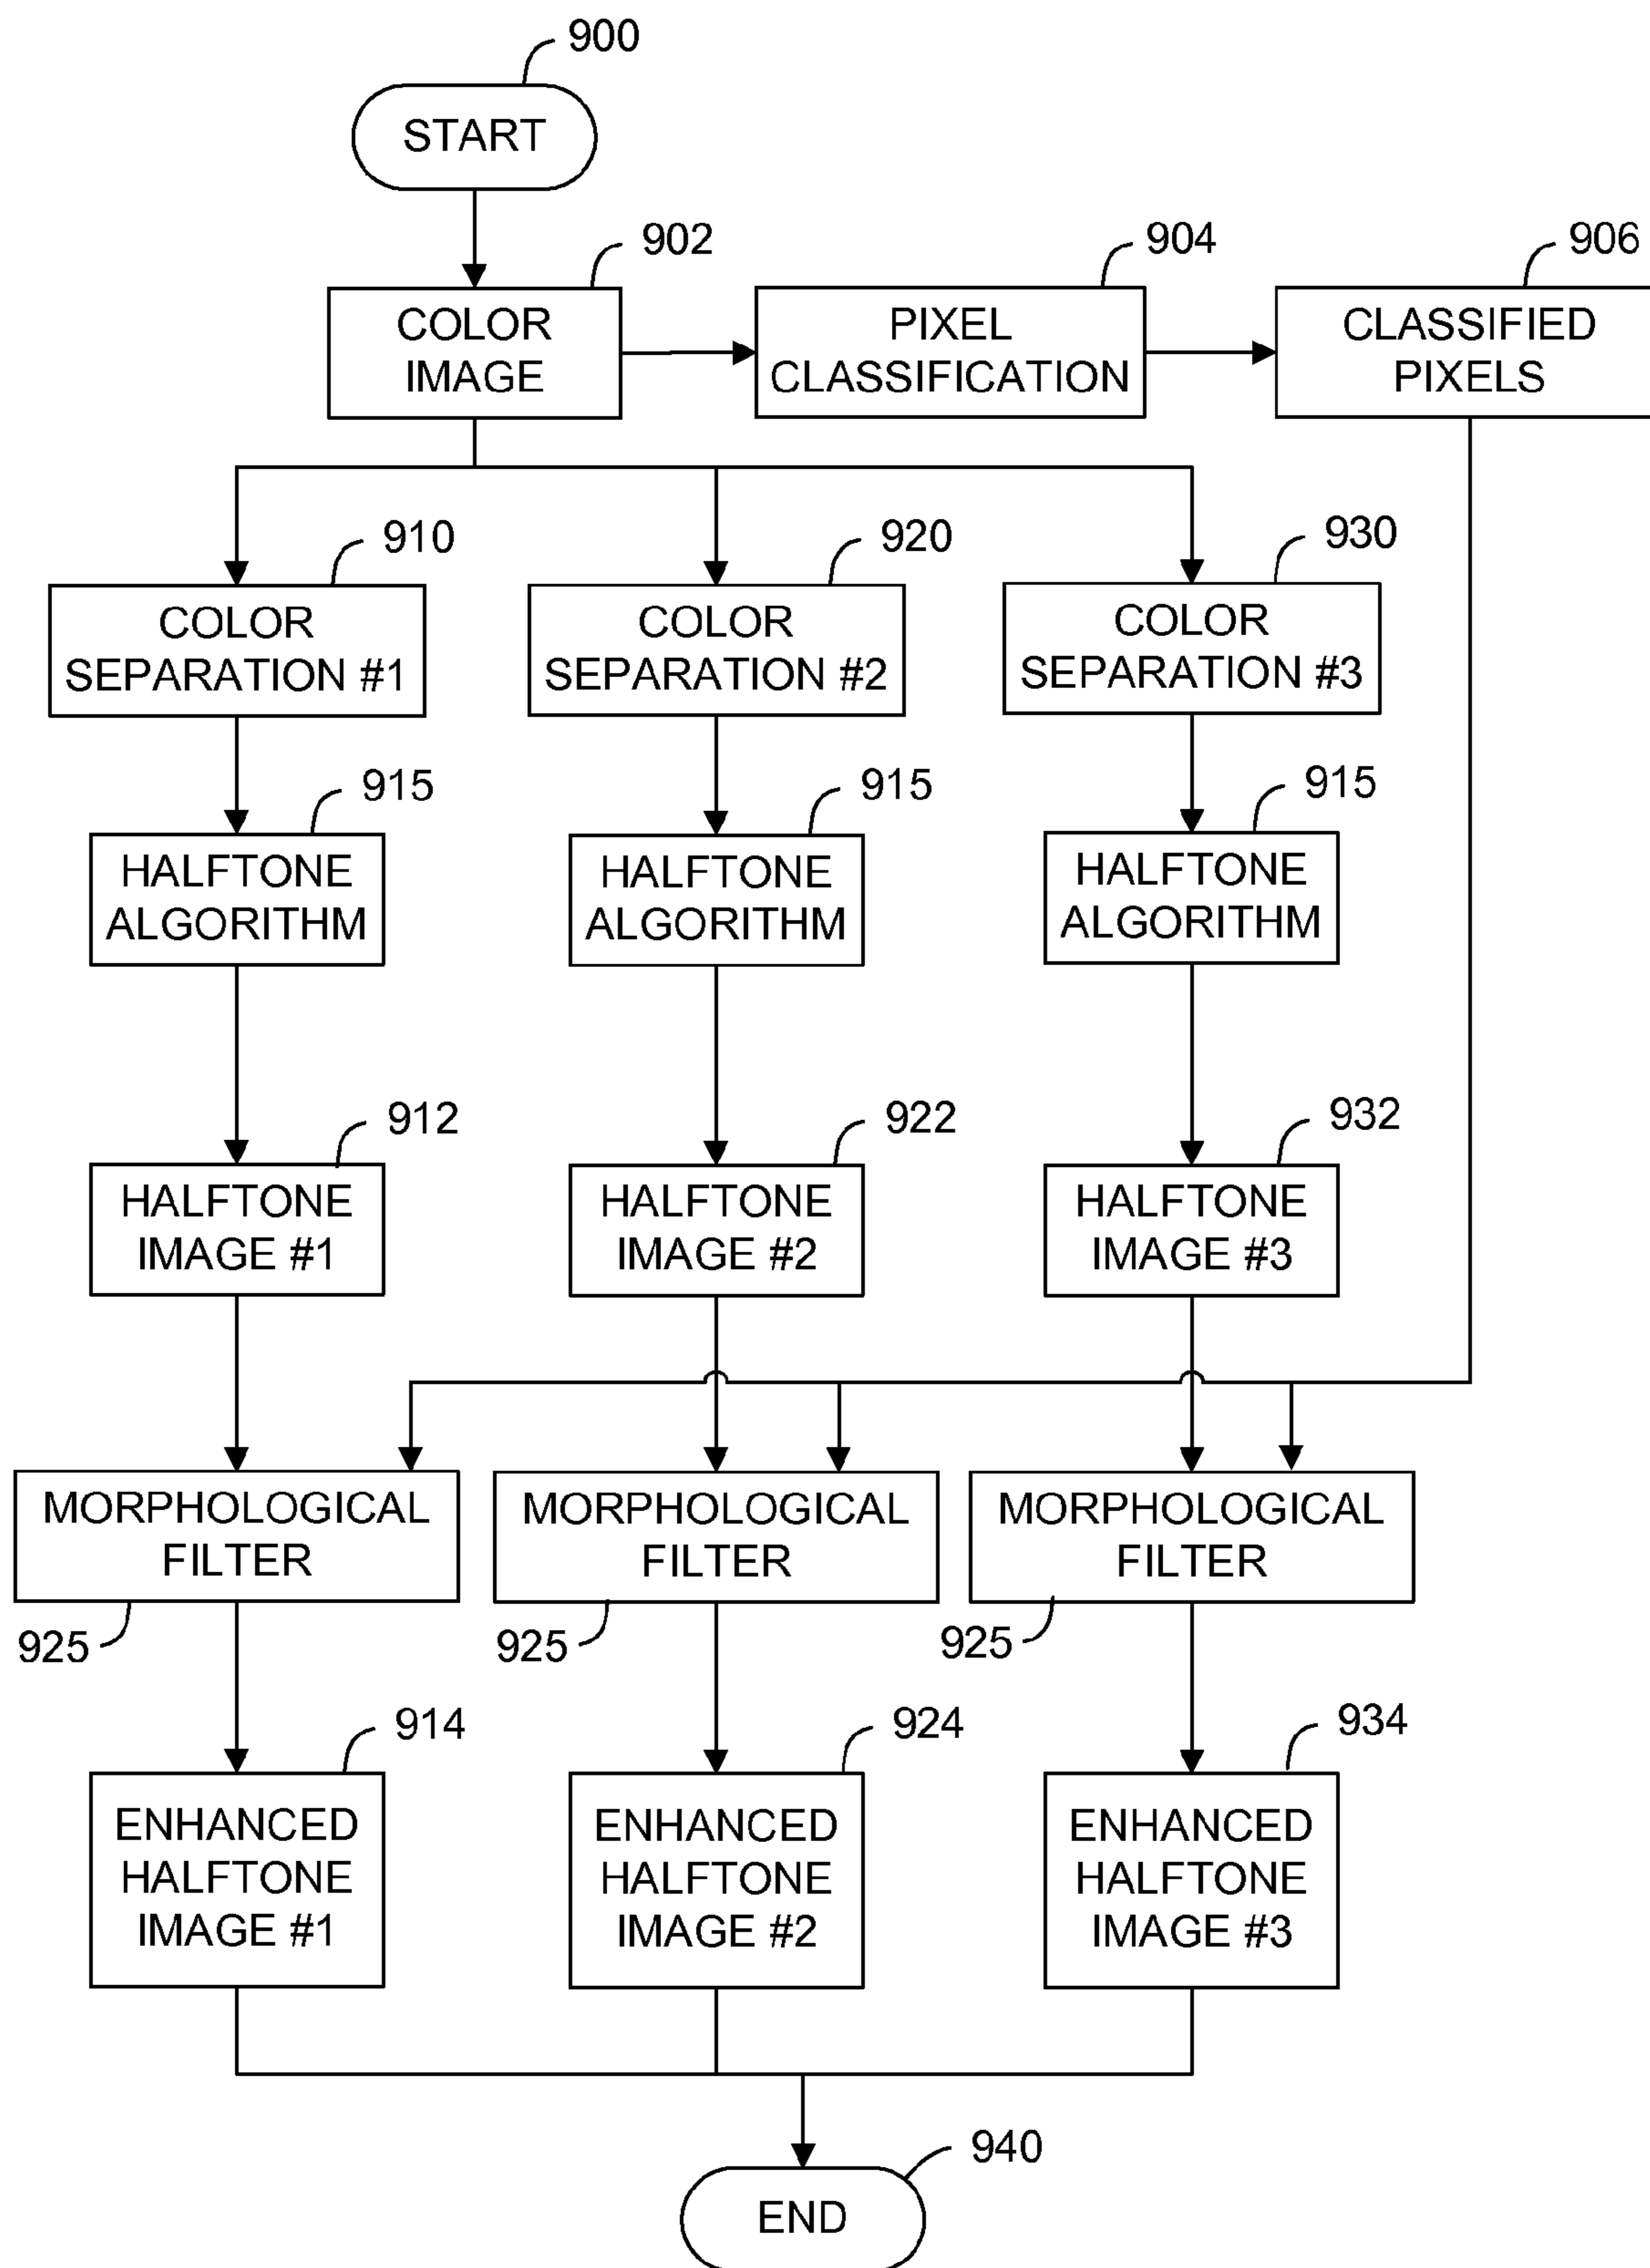 900
START
902
904
906
COLOR
IMAGE
PIXEL
CLASSIFICATION
CLASSIFIED
PIXELS
910
920
930
COLOR
SEPARATION #1
COLOR
SEPARATION #2
COLOR
SEPARATION #3
915
915
915
HALFTONE
ALGORITHM
HALFTONE
ALGORITHM
HALFTONE
ALGORITHM
912
922
932
HALFTONE
IMAGE #1
HALFTONE
IMAGE #2
HALFTONE
IMAGE #3
MORPHOLOGICAL
FILTER
MORPHOLOGICAL
FILTER
MORPHOLOGICAL
FILTER
925
925
925
914
924
934
ENHANCED
HALFTONE
IMAGE #1
ENHANCED
HALFTONE
IMAGE #2
ENHANCED
HALFTONE
IMAGE #3
940
END